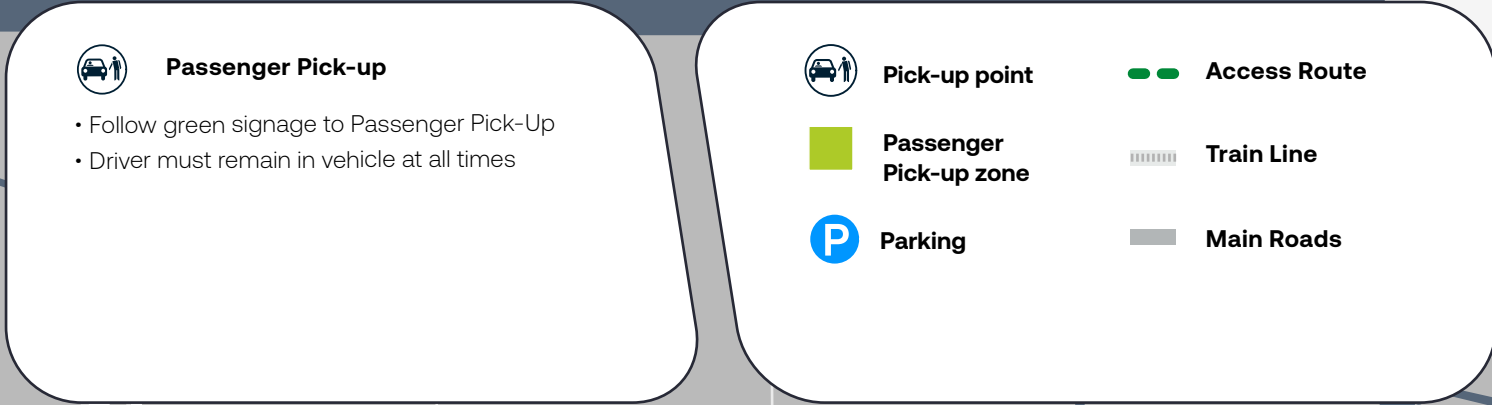 Passenger Pick-up
• Follow green signage to Passenger Pick-Up
• Driver must remain in vehicle at all times
Pick-up point
Passenger
Pick-up zone
P Parking
Access Route
Train Line
Main Roads